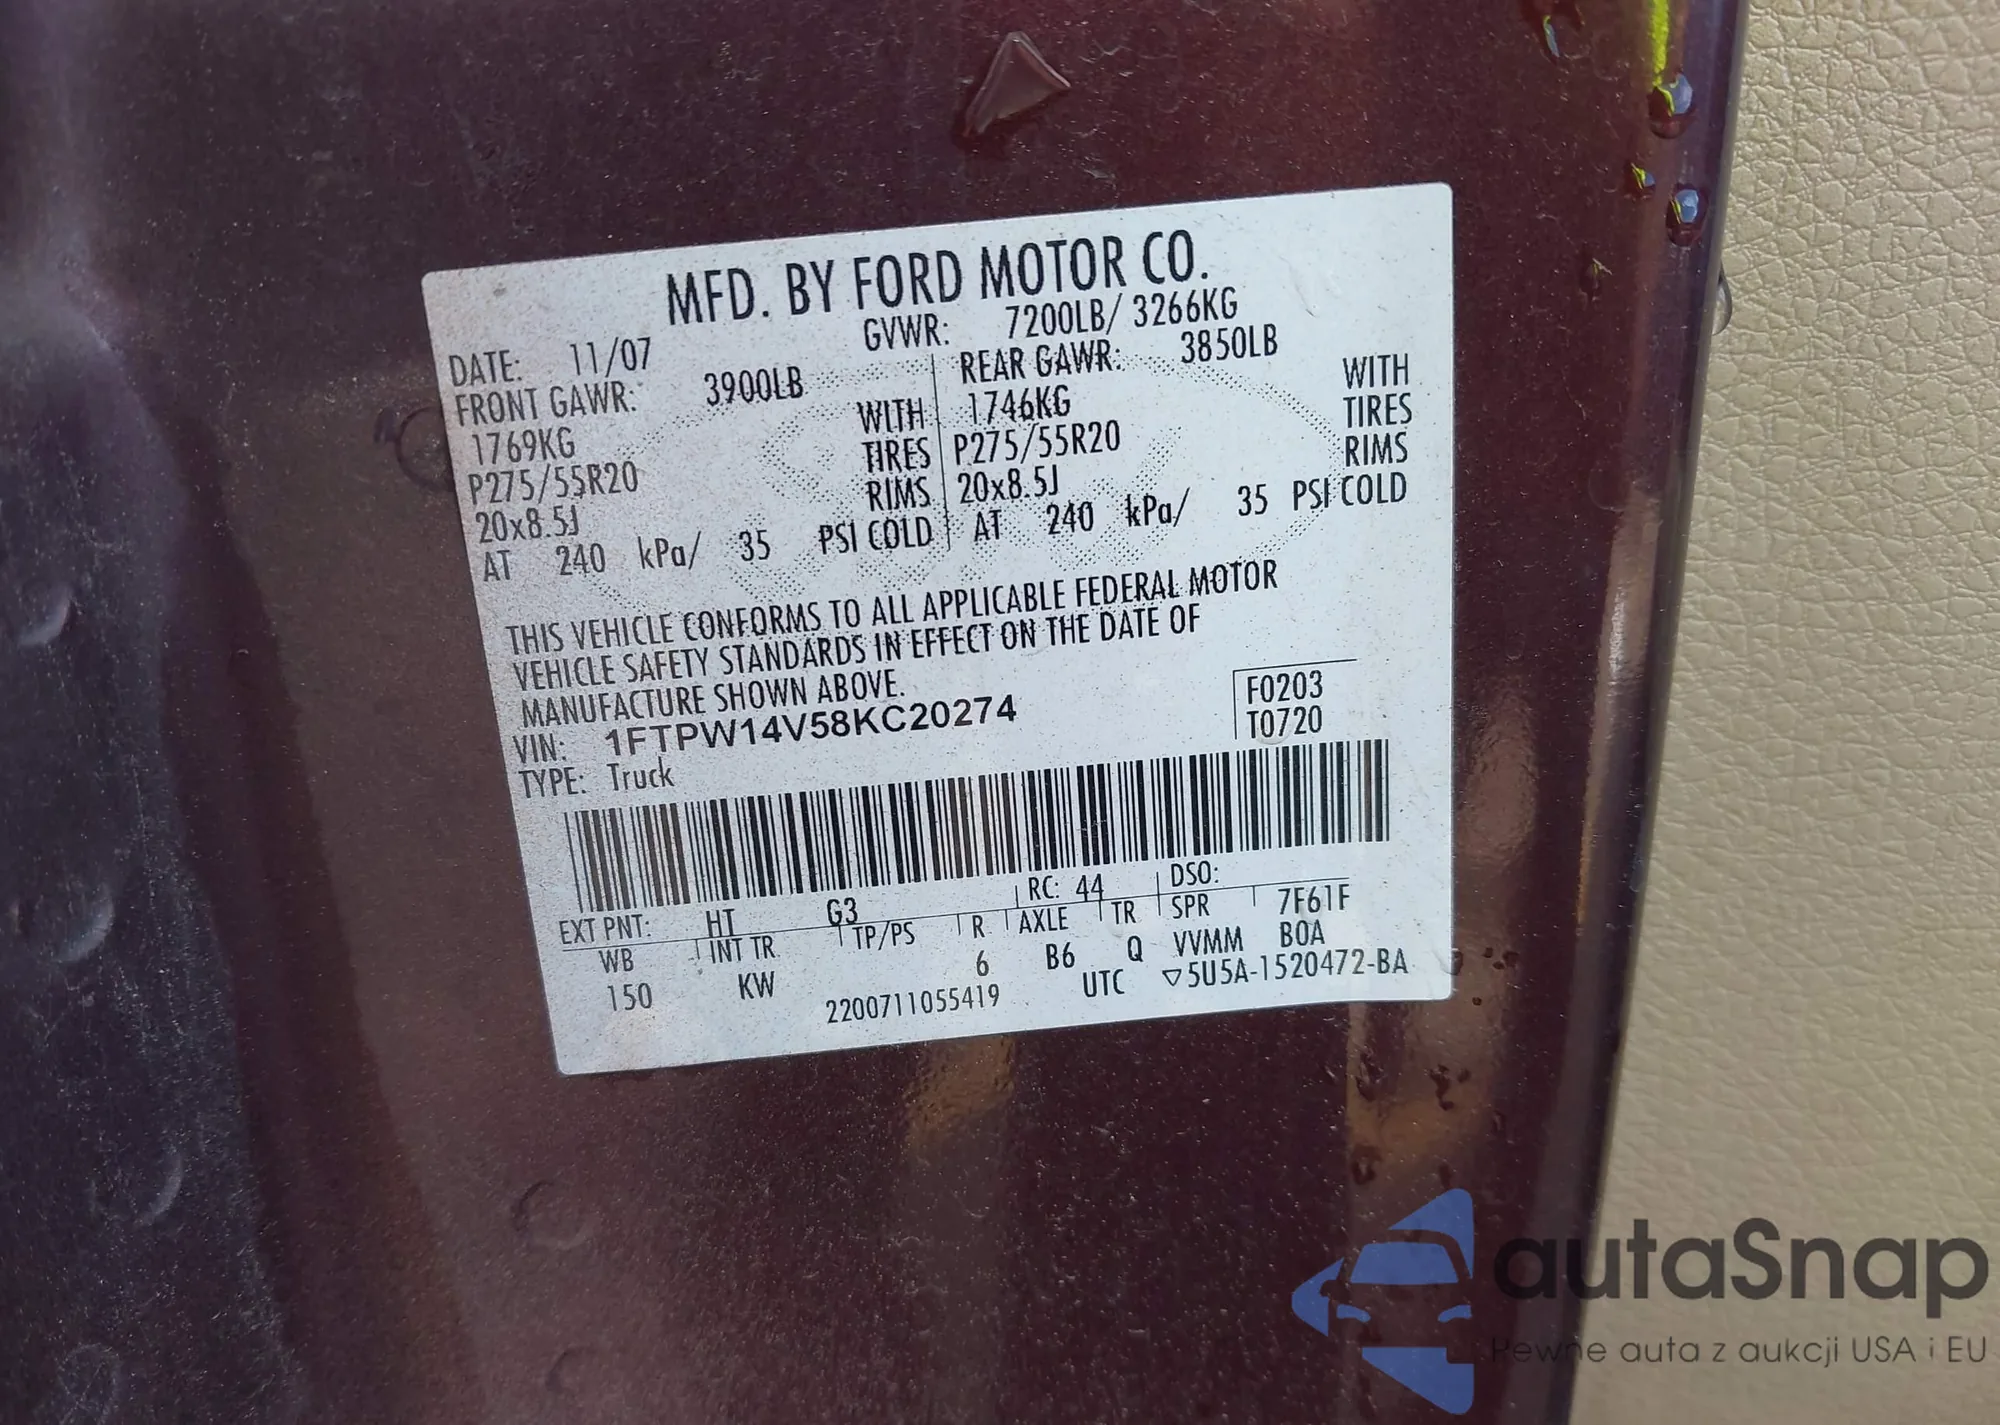 MFD. BY FORD MOTOR CO.
DATE: 11/07 GVWR: 7200LB/ 3266KG
FRONT GAWR: 3900LB REAR GAWR: 3850LB
1769KG WITH 1746KG WITH
P275/55R20 TIRES P275/55R20 TIRES
20x8.5J RIMS 20x8.5J RIMS
AT 240 kPa/ 35 PSI COLD AT 240 kPa/ 35 PSI COLD
THIS VEHICLE CONFORMS TO ALL APPLICABLE FEDERAL MOTOR
VEHICLE SAFETY STANDARDS IN EFFECT ON THE DATE OF
MANUFACTURE SHOWN ABOVE.
VIN: 1FTPW14V58KC20274 F0203
TYPE: Truck T0720
EXT PNT: HT G3 RC: 44 DSO:
WB INT TR TP/PS R AXLE TR SPR 7F61F
150 KW 6 B6 Q VVMM BOA
2200711055419 UTC ▽5U5A-1520472-BA
autaSnap
Pewne auta z aukcji USA i EU